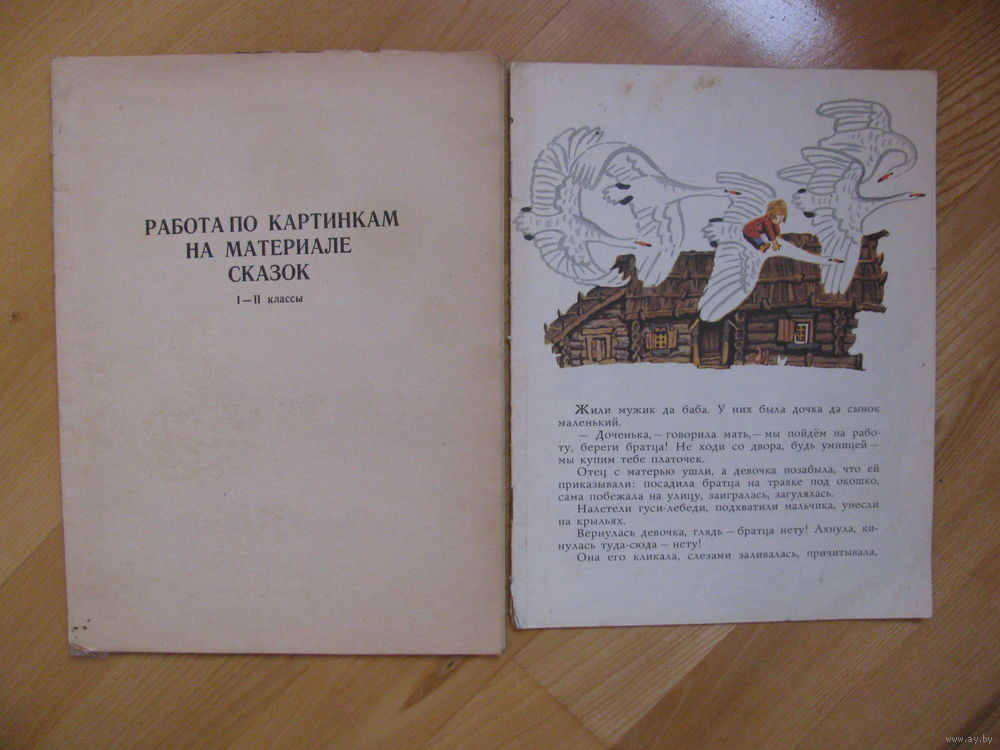 РАБОТА ПО КАРТИНКАМ
НА МАТЕРИАЛЕ
СКАЗОК
I—II классы
Жили мужик да баба. У них была дочка да сынок
маленький.
— Доченька,— говорила мать,— мы пойдём на рабо-
ту, береги братца! Не ходи со двора, будь умницей —
мы купим тебе платочек.
Отец с матерью ушли, а девочка позабыла, что ей
приказывали: посадила братца на травке под окошко,
сама побежала на улицу, заигралась, загулялась.
Налетели гуси-лебеди, подхватили мальчика, унесли
на крыльях.
Вернулась девочка, глядь — братца нету! Ахнула, ки-
нулась туда-сюда — нету!
Она его кликала, слезами заливалась, причитывала,
www.ay.by